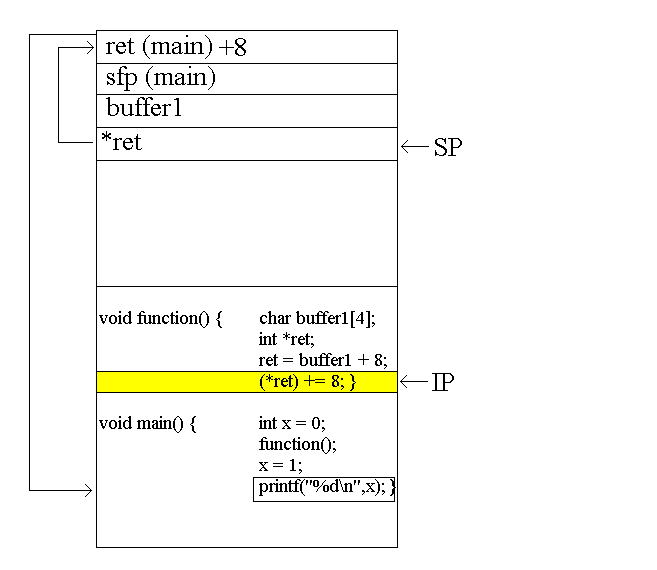 ret (main) +8
sfp (main)
buffer1
*ret
SP
void function() { char buffer1[4];
int *ret;
ret = buffer1 + 8;
(*ret) += 8; }
IP
void main() { int x = 0;
function();
x = 1;
printf("%d\n",x); }